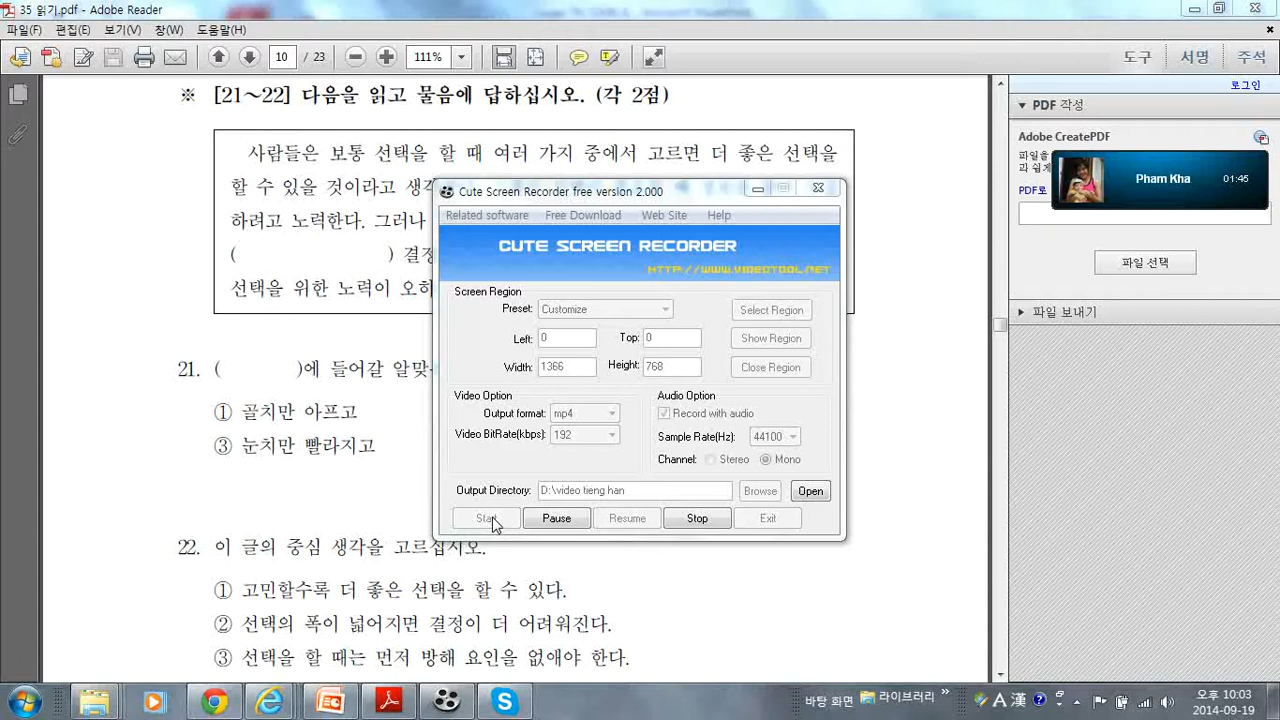 35 읽기.pdf - Adobe Reader
파일(F) 편집(E) 보기(V) 창(W) 도움말(H)
10 / 23 111% 도구 서명 주석
로그인
PDF 작성
Adobe CreatePDF
파일을
과 쉽게
PDF로
Pham Kha 01:45
파일 선택
파일 보내기
※ [21～22] 다음을 읽고 물음에 답하십시오. (각 2점)
사람들은 보통 선택을 할 때 여러 가지 중에서 고르면 더 좋은 선택을
할 수 있을 것이라고 생각
하려고 노력한다. 그러나
( ) 결정
선택을 위한 노력이 오히
21. ( )에 들어갈 알맞
① 골치만 아프고
③ 눈치만 빨라지고
22. 이 글의 중심 생각을 고르십시오.
① 고민할수록 더 좋은 선택을 할 수 있다.
② 선택의 폭이 넓어지면 결정이 더 어려워진다.
③ 선택을 할 때는 먼저 방해 요인을 없애야 한다.
Cute Screen Recorder free version 2.000
Related software Free Download Web Site Help
CUTE SCREEN RECORDER
HTTP://WWW.VIDEOTOOL.NET
Screen Region
Preset: Customize Select Region
Left: 0 Top: 0 Show Region
Width: 1366 Height: 768 Close Region
Video Option Audio Option
Output format: mp4 Record with audio
Video BitRate(kbps): 192 Sample Rate(Hz): 44100
Channel: Stereo Mono
Output Directory: D:\video tieng han Browse Open
Start Pause Resume Stop Exit
바탕 화면 라이브러리 A 漢 오후 10:03
2014-09-19